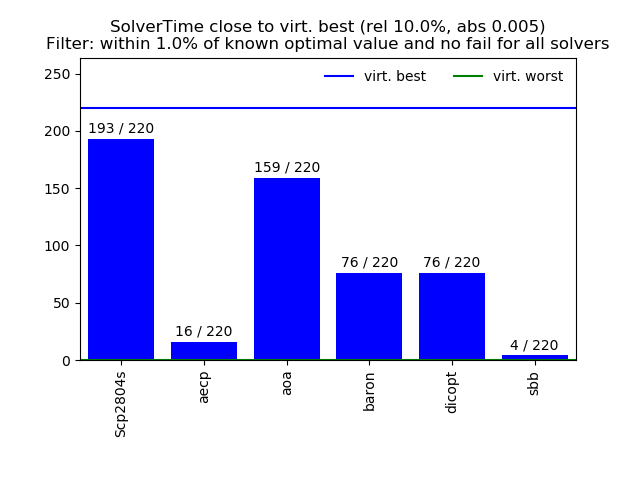 SolverTime close to virt. best (rel 10.0%, abs 0.005)
Filter: within 1.0% of known optimal value and no fail for all solvers
virt. best
virt. worst
250
200
150
100
50
0
193 / 220
16 / 220
159 / 220
76 / 220
76 / 220
4 / 220
Scp2804s
aecp
aoa
baron
dicopt
sbb